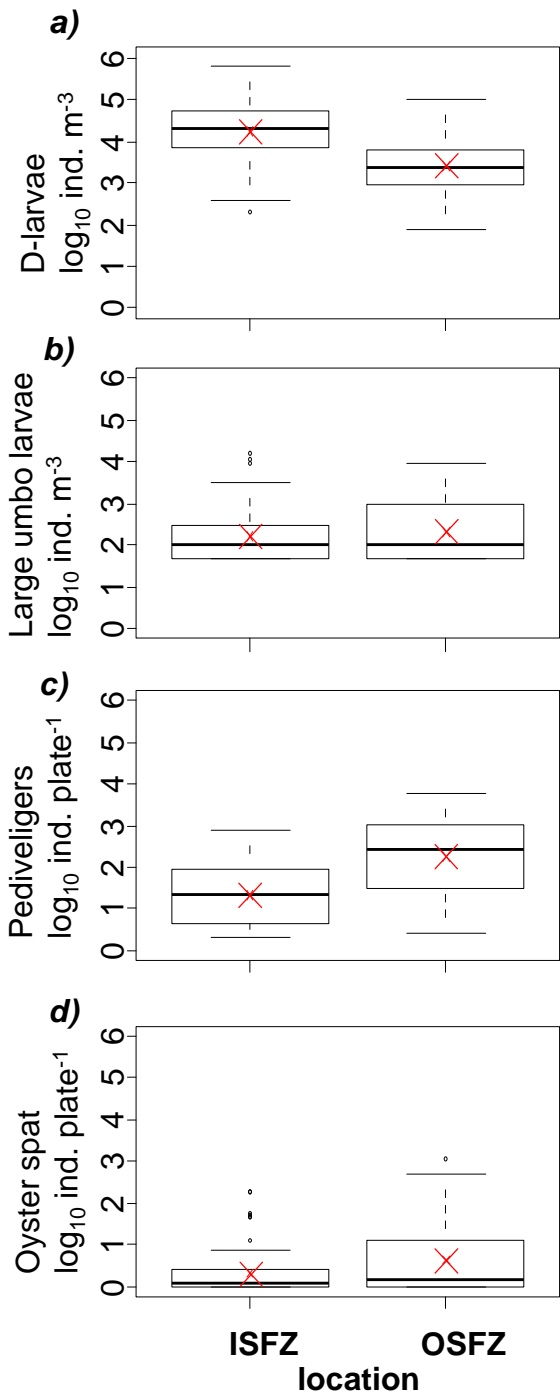 a)
D-larvae
log10 ind. m-3
6
5
4
3
2
1
0
b)
Large umbo larvae
log10 ind. m-3
6
5
4
3
2
1
0
c)
Pediveligers
log10 ind. plate-1
6
5
4
3
2
1
0
d)
Oyster spat
log10 ind. plate-1
6
5
4
3
2
1
0
ISFZ OSFZ
location